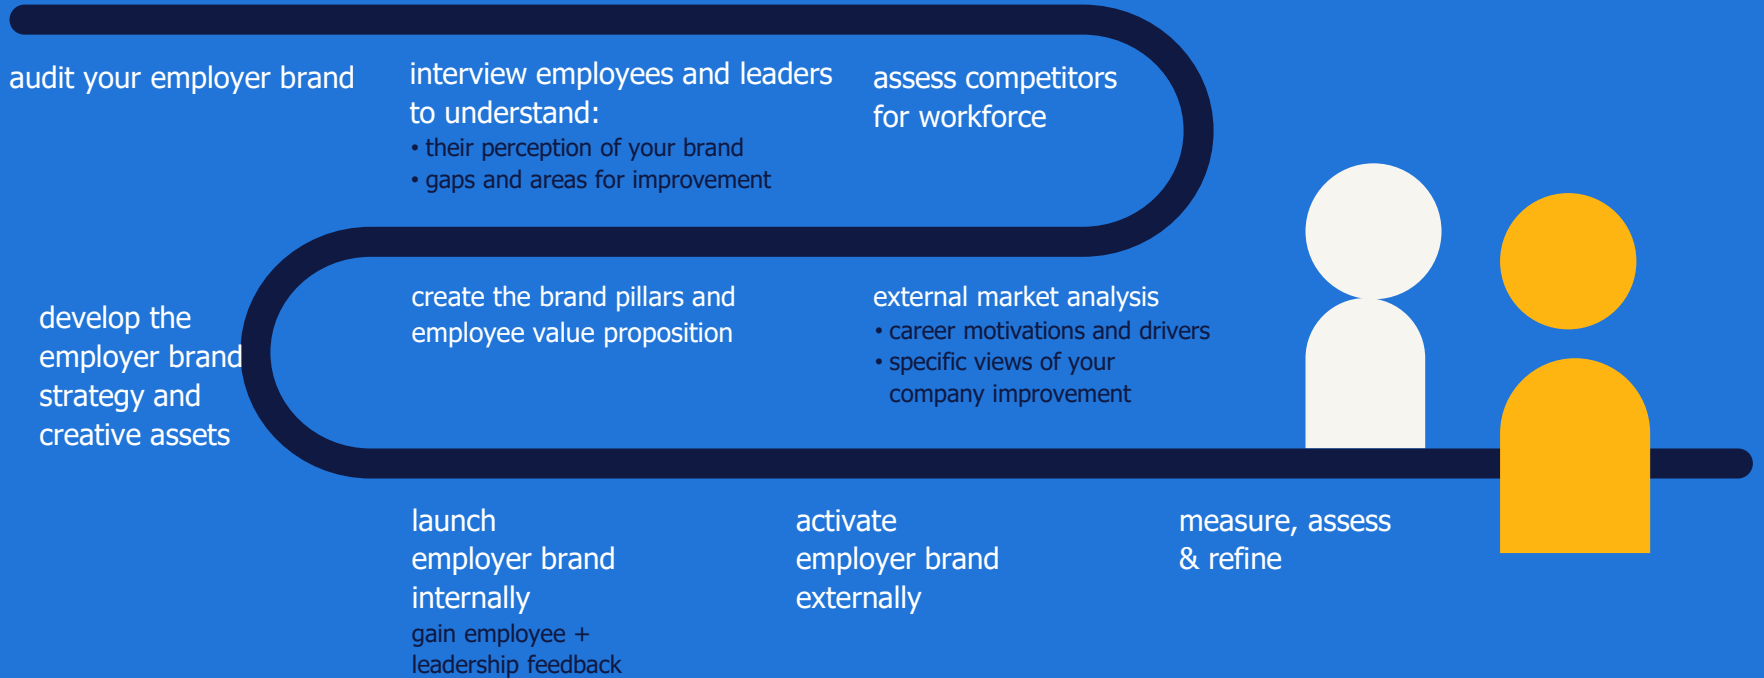 audit your employer brand
interview employees and leaders
to understand:
• their perception of your brand
• gaps and areas for improvement
assess competitors
for workforce
external market analysis
• career motivations and drivers
• specific views of your
company improvement
create the brand pillars and
employee value proposition
develop the
employer brand
strategy and
creative assets
launch
employer brand
internally
gain employee +
leadership feedback
activate
employer brand
externally
measure, assess
& refine